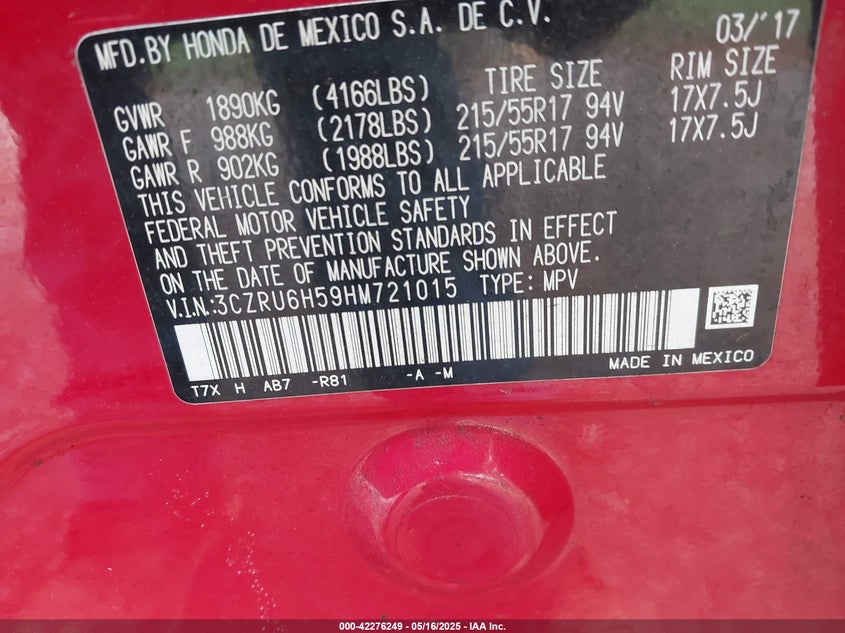 MFD.BY HONDA DE MEXICO S.A. DE C.V. 03/'17
GVWR 1890KG (4166LBS) TIRE SIZE RIM SIZE
GAWR F 988KG (2178LBS) 215/55R17 94V 17X7.5J
GAWR R 902KG (1988LBS) 215/55R17 94V 17X7.5J
THIS VEHICLE CONFORMS TO ALL APPLICABLE
FEDERAL MOTOR VEHICLE SAFETY
AND THEFT PREVENTION STANDARDS IN EFFECT
ON THE DATE OF MANUFACTURE SHOWN ABOVE.
V.I.N:3CZRU6H59HM721015 TYPE: MPV
T7X H AB7 -R81 -A -M MADE IN MEXICO
000-42276249 - 05/16/2025 - IAA Inc.